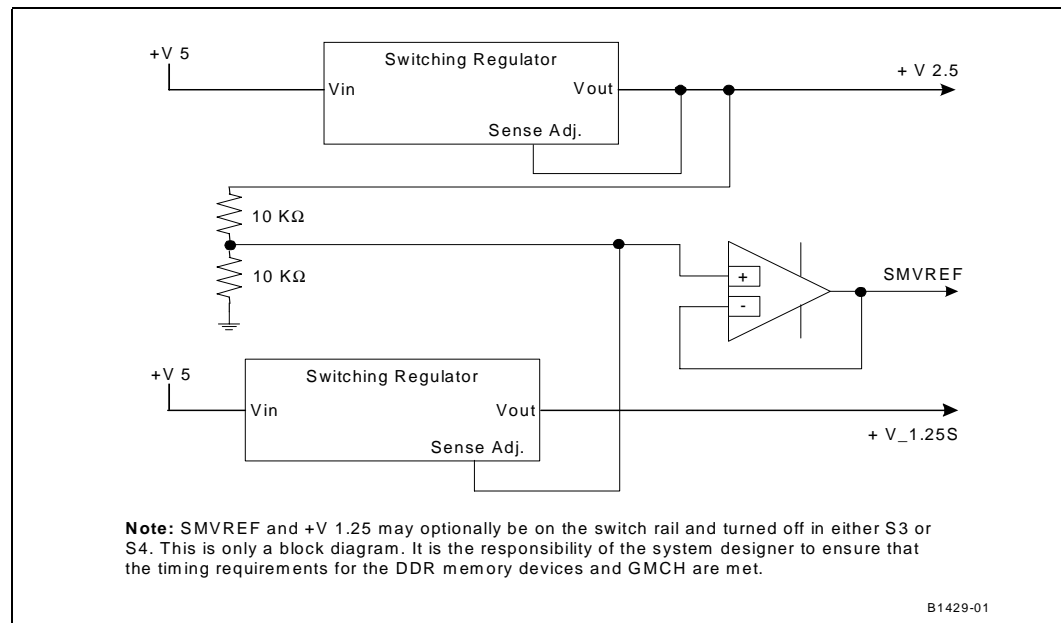 +V 5
Switching Regulator
Vin
Vout
+ V 2.5
Sense Adj.
10 KΩ
10 KΩ
+
-
SMVREF
+V 5
Switching Regulator
Vin
Vout
+ V_1.25S
Sense Adj.
Note: SMVREF and +V 1.25 may optionally be on the switch rail and turned off in either S3 or
S4. This is only a block diagram. It is the responsibility of the system designer to ensure that
the timing requirements for the DDR memory devices and GMCH are met.
B1429-01